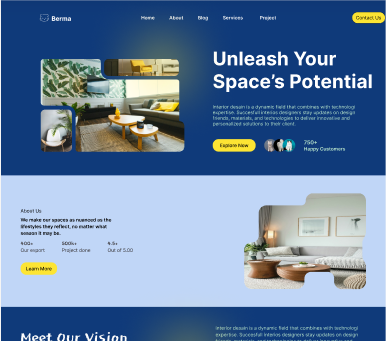 Berma
Home
About
Blog
Services
Project
Contact Us
Unleash Your
Space's Potential
Interior desain is a dynamic field that combines with technologi
expertise. Successful interios designers stay updates on design
friends, materials, and technologies to deliver innovative and
personalized solutions to their client.
Explore Now
750+
Happy Customers
About Us
We make our spaces as nuanced as the
lifestyles they reflect, no matter what
season it may be.
900+
500k+
4.5+
Our export
Project done
Out of 5.00
Learn More
Meet Our Vision
Interior desain is a dynamic field that combines with technologi
expertise. Successful interios designers stay updates on design